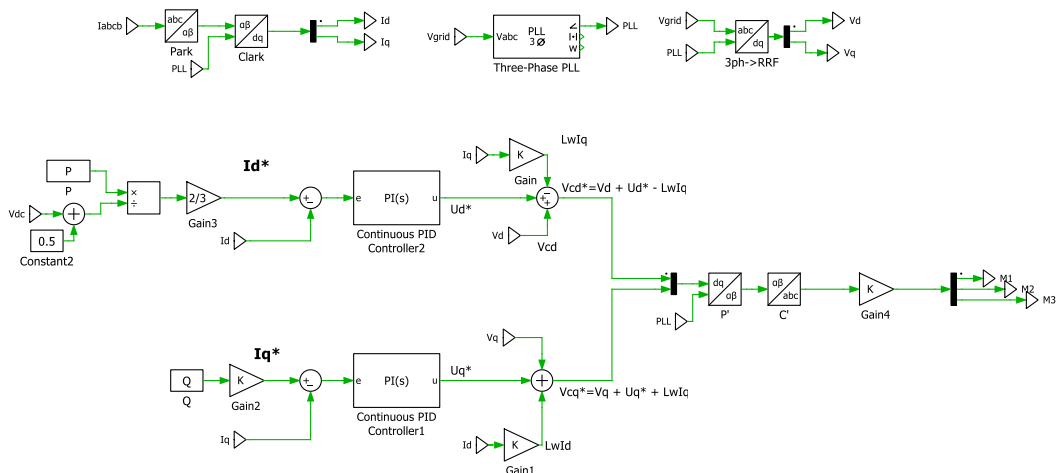 Iabcb
abc
αβ
Park
PLL
αβ
dq
Clark
Id
Iq
Vgrid
Vabc
PLL
3Ø
∠
|•|
w
Three-Phase PLL
PLL
Vgrid
PLL
abc
dq
3ph->RRF
Vd
Vq
P
P
Vdc
+
0.5
Constant2
×
÷
2/3
Gain3
Id*
+
−
Id
e
PI(s)
u
Continuous PID
Controller2
Ud*
Iq
K
Gain
LwIq
−
+
+
Vd
Vcd
Vcd*=Vd + Ud* - LwIq
PLL
dq
αβ
P'
αβ
abc
C'
K
Gain4
M1
M2
M3
Q
Q
K
Gain2
Iq*
+
−
Iq
e
PI(s)
u
Continuous PID
Controller1
Uq*
Vq
+
Vcq*=Vq + Uq* + LwIq
Id
K
Gain1
LwId